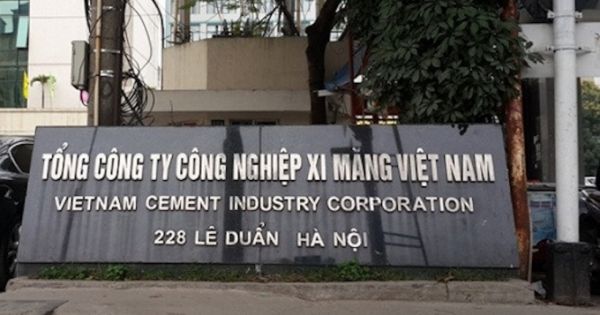 TỔNG CÔNG TY CÔNG NGHIỆP XI MĂNG VIỆT NAM
VIETNAM CEMENT INDUSTRY CORPORATION
228 LÊ DUẨN HÀ NỘI